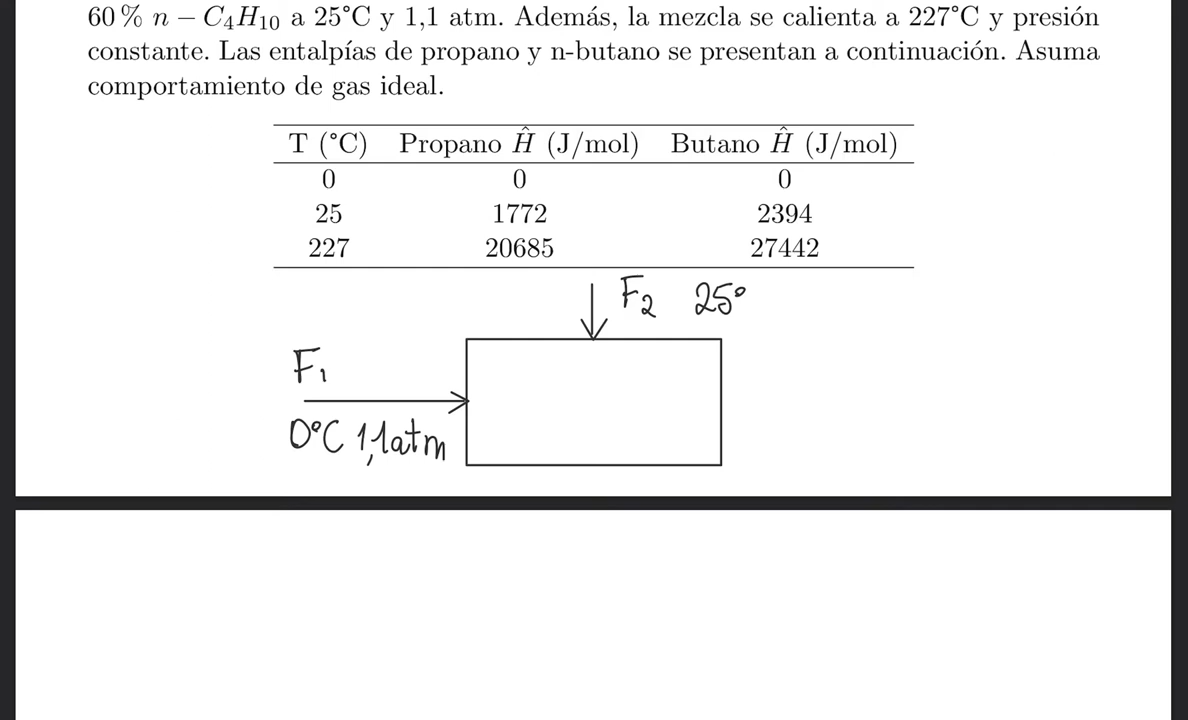 60 % n − C4H10 a 25°C y 1,1 atm. Además, la mezcla se calienta a 227°C y presión
constante. Las entalpías de propano y n-butano se presentan a continuación. Asuma
comportamiento de gas ideal.
T (°C) Propano Ĥ (J/mol) Butano Ĥ (J/mol)
0 0 0
25 1772 2394
227 20685 27442
F2 25°
F1
0°C 1,1atm